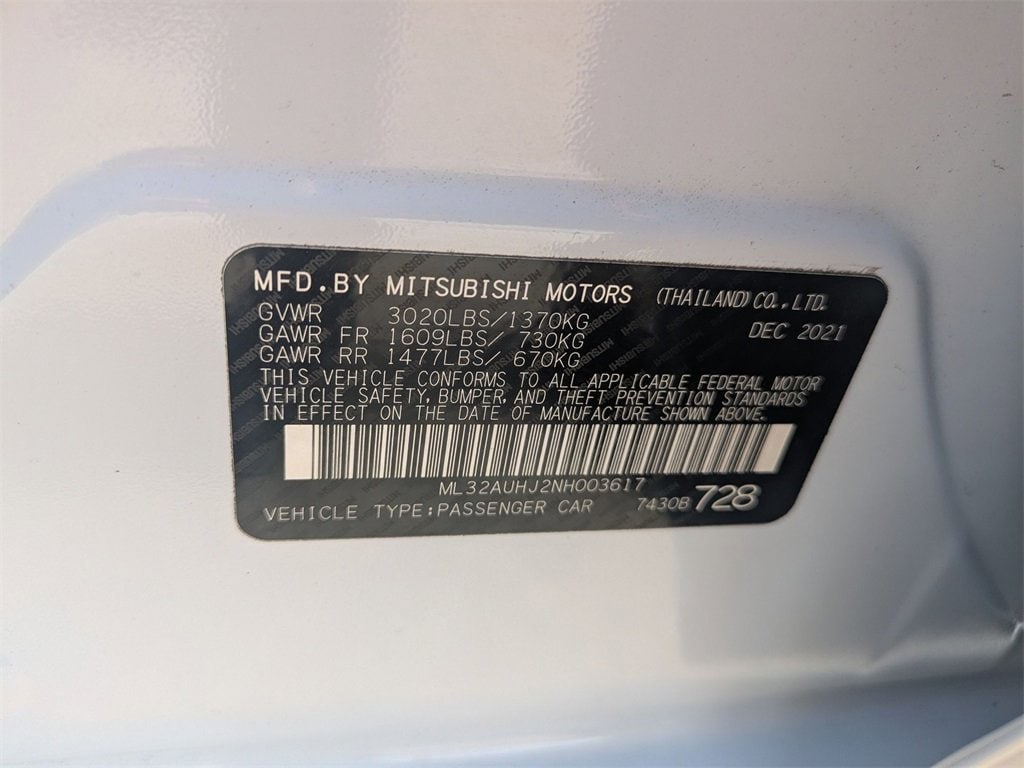 MFD.BY MITSUBISHI MOTORS (THAILAND)CO.,LTD.
GVWR 3020LBS/1370KG DEC 2021
GAWR FR 1609LBS/ 730KG
GAWR RR 1477LBS/ 670KG
THIS VEHICLE CONFORMS TO ALL APPLICABLE FEDERAL MOTOR
VEHICLE SAFETY, BUMPER, AND THEFT PREVENTION STANDARDS
IN EFFECT ON THE DATE OF MANUFACTURE SHOWN ABOVE.
ML32AUHJ2NH003617
VEHICLE TYPE:PASSENGER CAR 7430B728